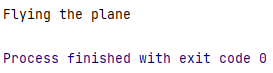 Flying the plane
Process finished with exit code 0